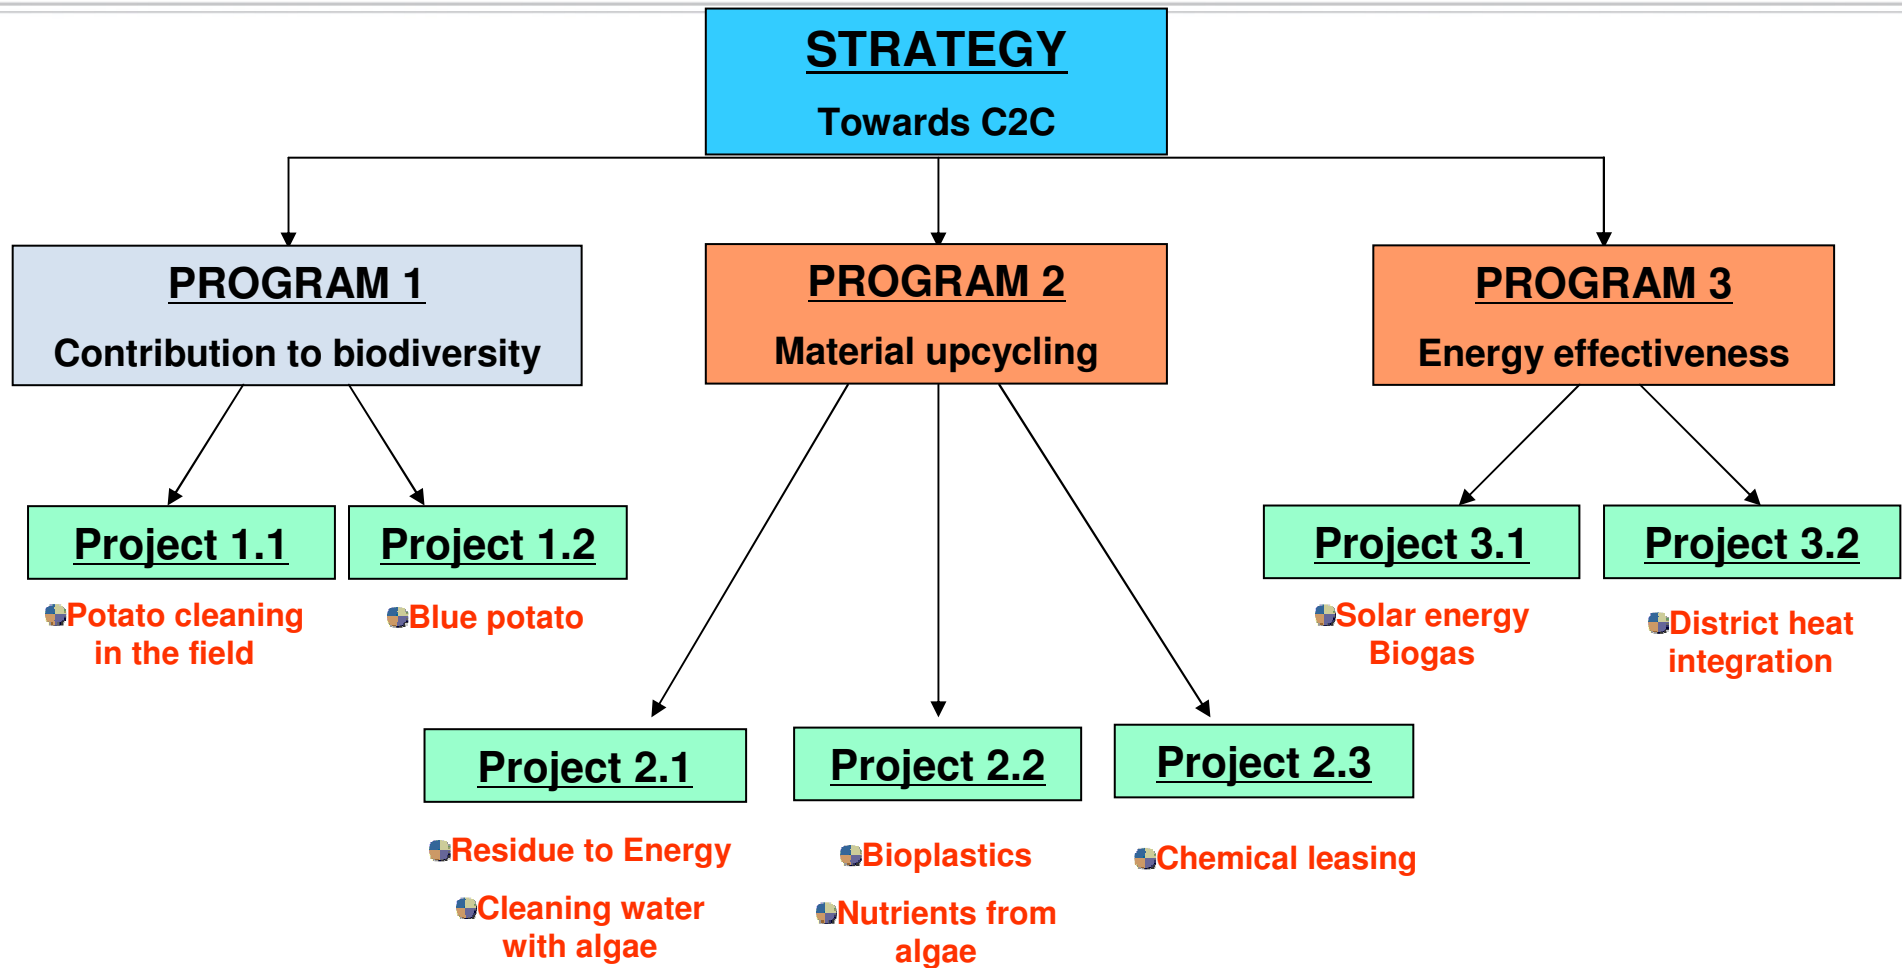 STRATEGY
Towards C2C
PROGRAM 1
Contribution to biodiversity
PROGRAM 2
Material upcycling
PROGRAM 3
Energy effectiveness
Project 1.1
Potato cleaning
in the field
Project 1.2
Blue potato
Project 2.1
Residue to Energy
Cleaning water
with algae
Project 2.2
Bioplastics
Nutrients from
algae
Project 2.3
Chemical leasing
Project 3.1
Solar energy
Biogas
Project 3.2
District heat
integration